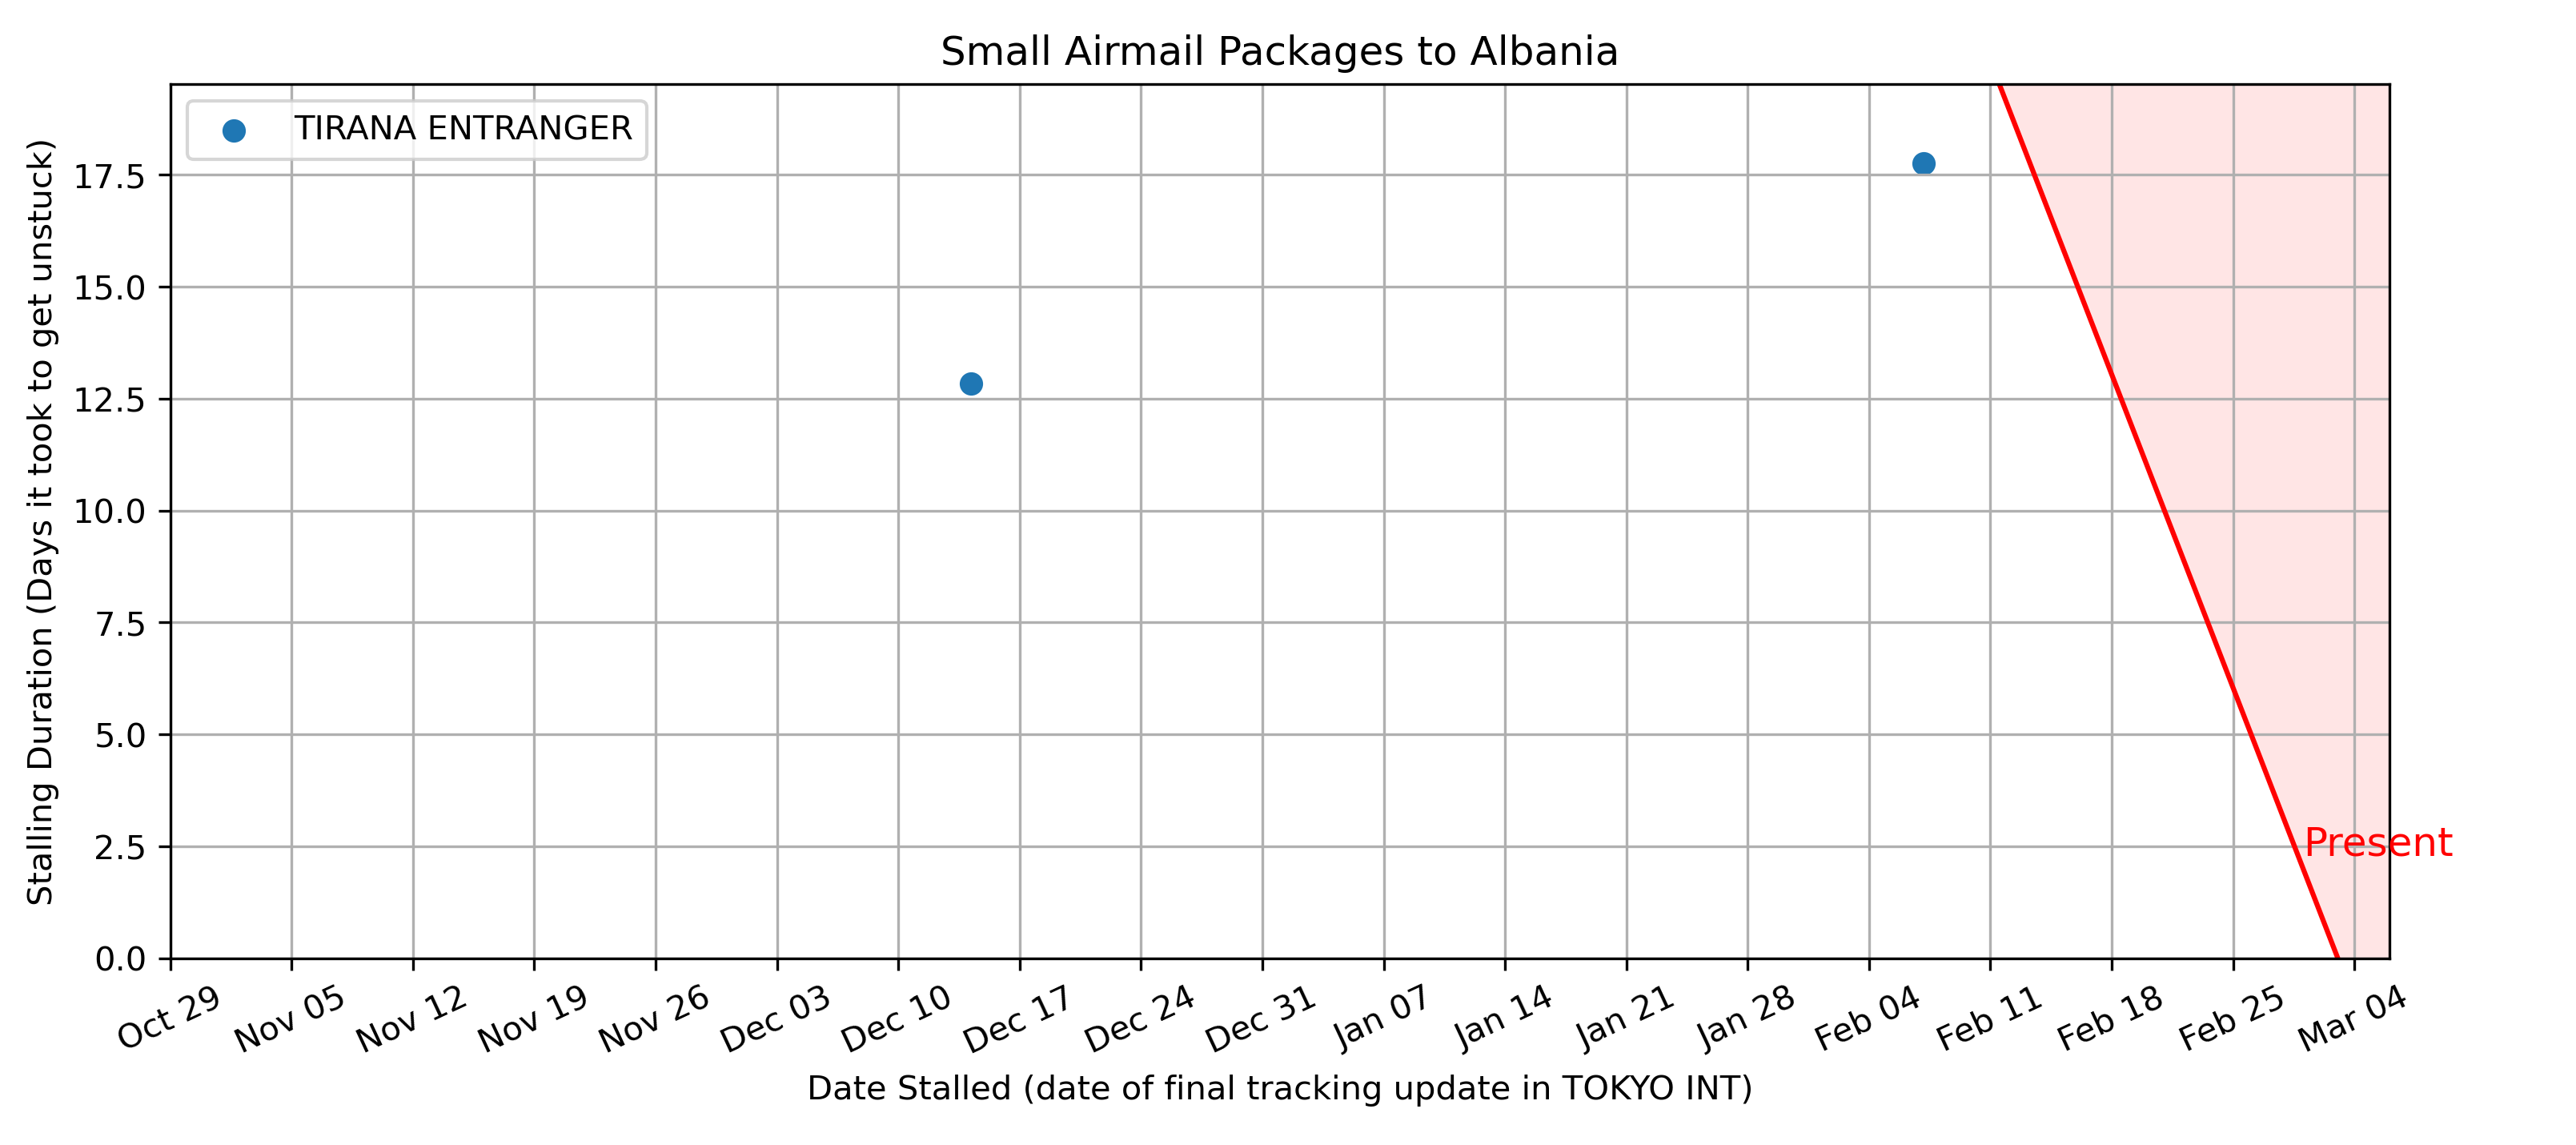 Small Airmail Packages to Albania
TIRANA ENTRANGER
Stalling Duration (Days it took to get unstuck)
17.5
15.0
12.5
10.0
7.5
5.0
2.5
0.0
Present
Oct 29
Nov 05
Nov 12
Nov 19
Nov 26
Dec 03
Dec 10
Dec 17
Dec 24
Dec 31
Jan 07
Jan 14
Jan 21
Jan 28
Feb 04
Feb 11
Feb 18
Feb 25
Mar 04
Date Stalled (date of final tracking update in TOKYO INT)